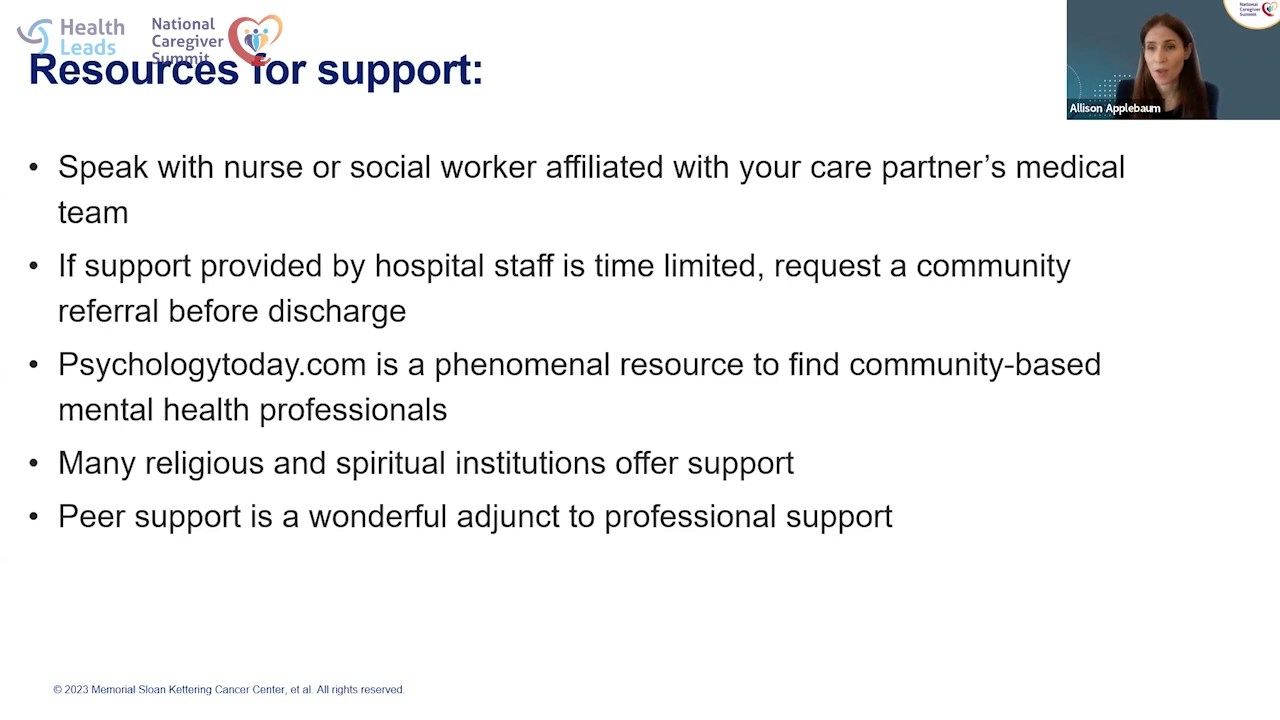 Health
Leads
National
Caregiver
Summit
Resources for support:
National
Caregiver
Summit
Allison Applebaum
• Speak with nurse or social worker affiliated with your care partner’s medical
team
• If support provided by hospital staff is time limited, request a community
referral before discharge
• Psychologytoday.com is a phenomenal resource to find community-based
mental health professionals
• Many religious and spiritual institutions offer support
• Peer support is a wonderful adjunct to professional support
© 2023 Memorial Sloan Kettering Cancer Center, et al. All rights reserved.